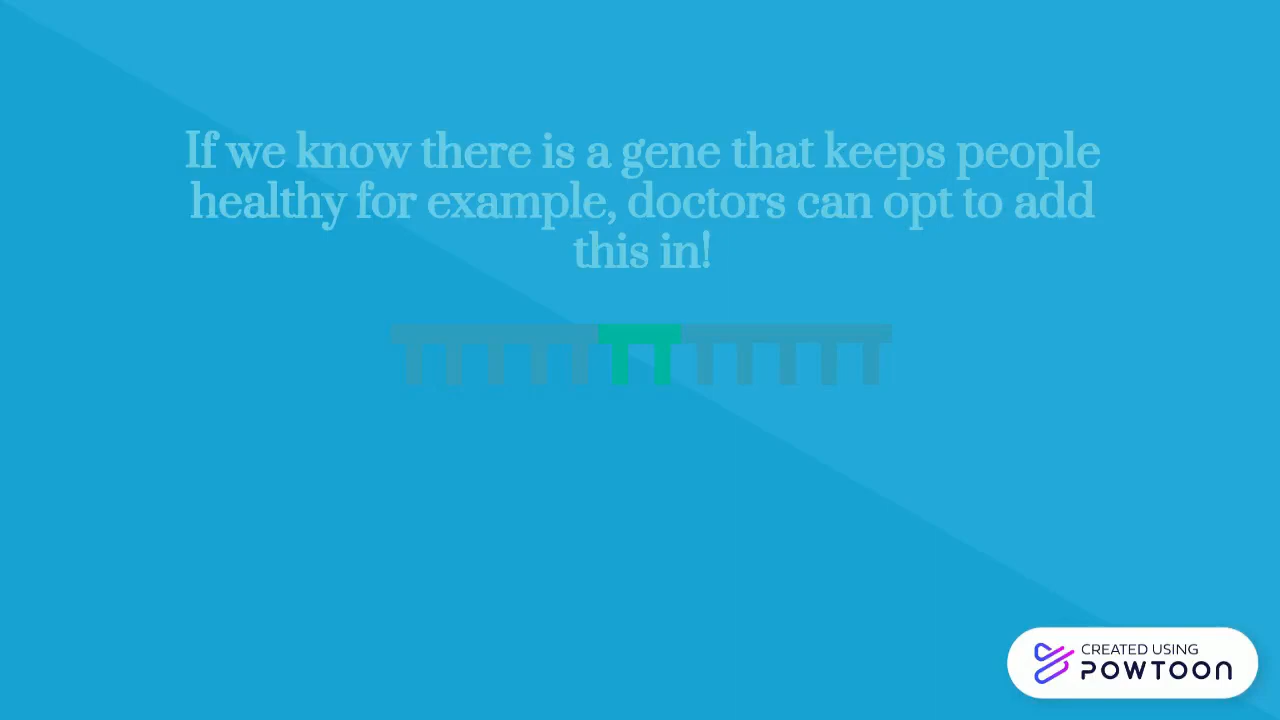 If we know there is a gene that keeps people
healthy for example, doctors can opt to add
this in!
CREATED USING
POWTOON